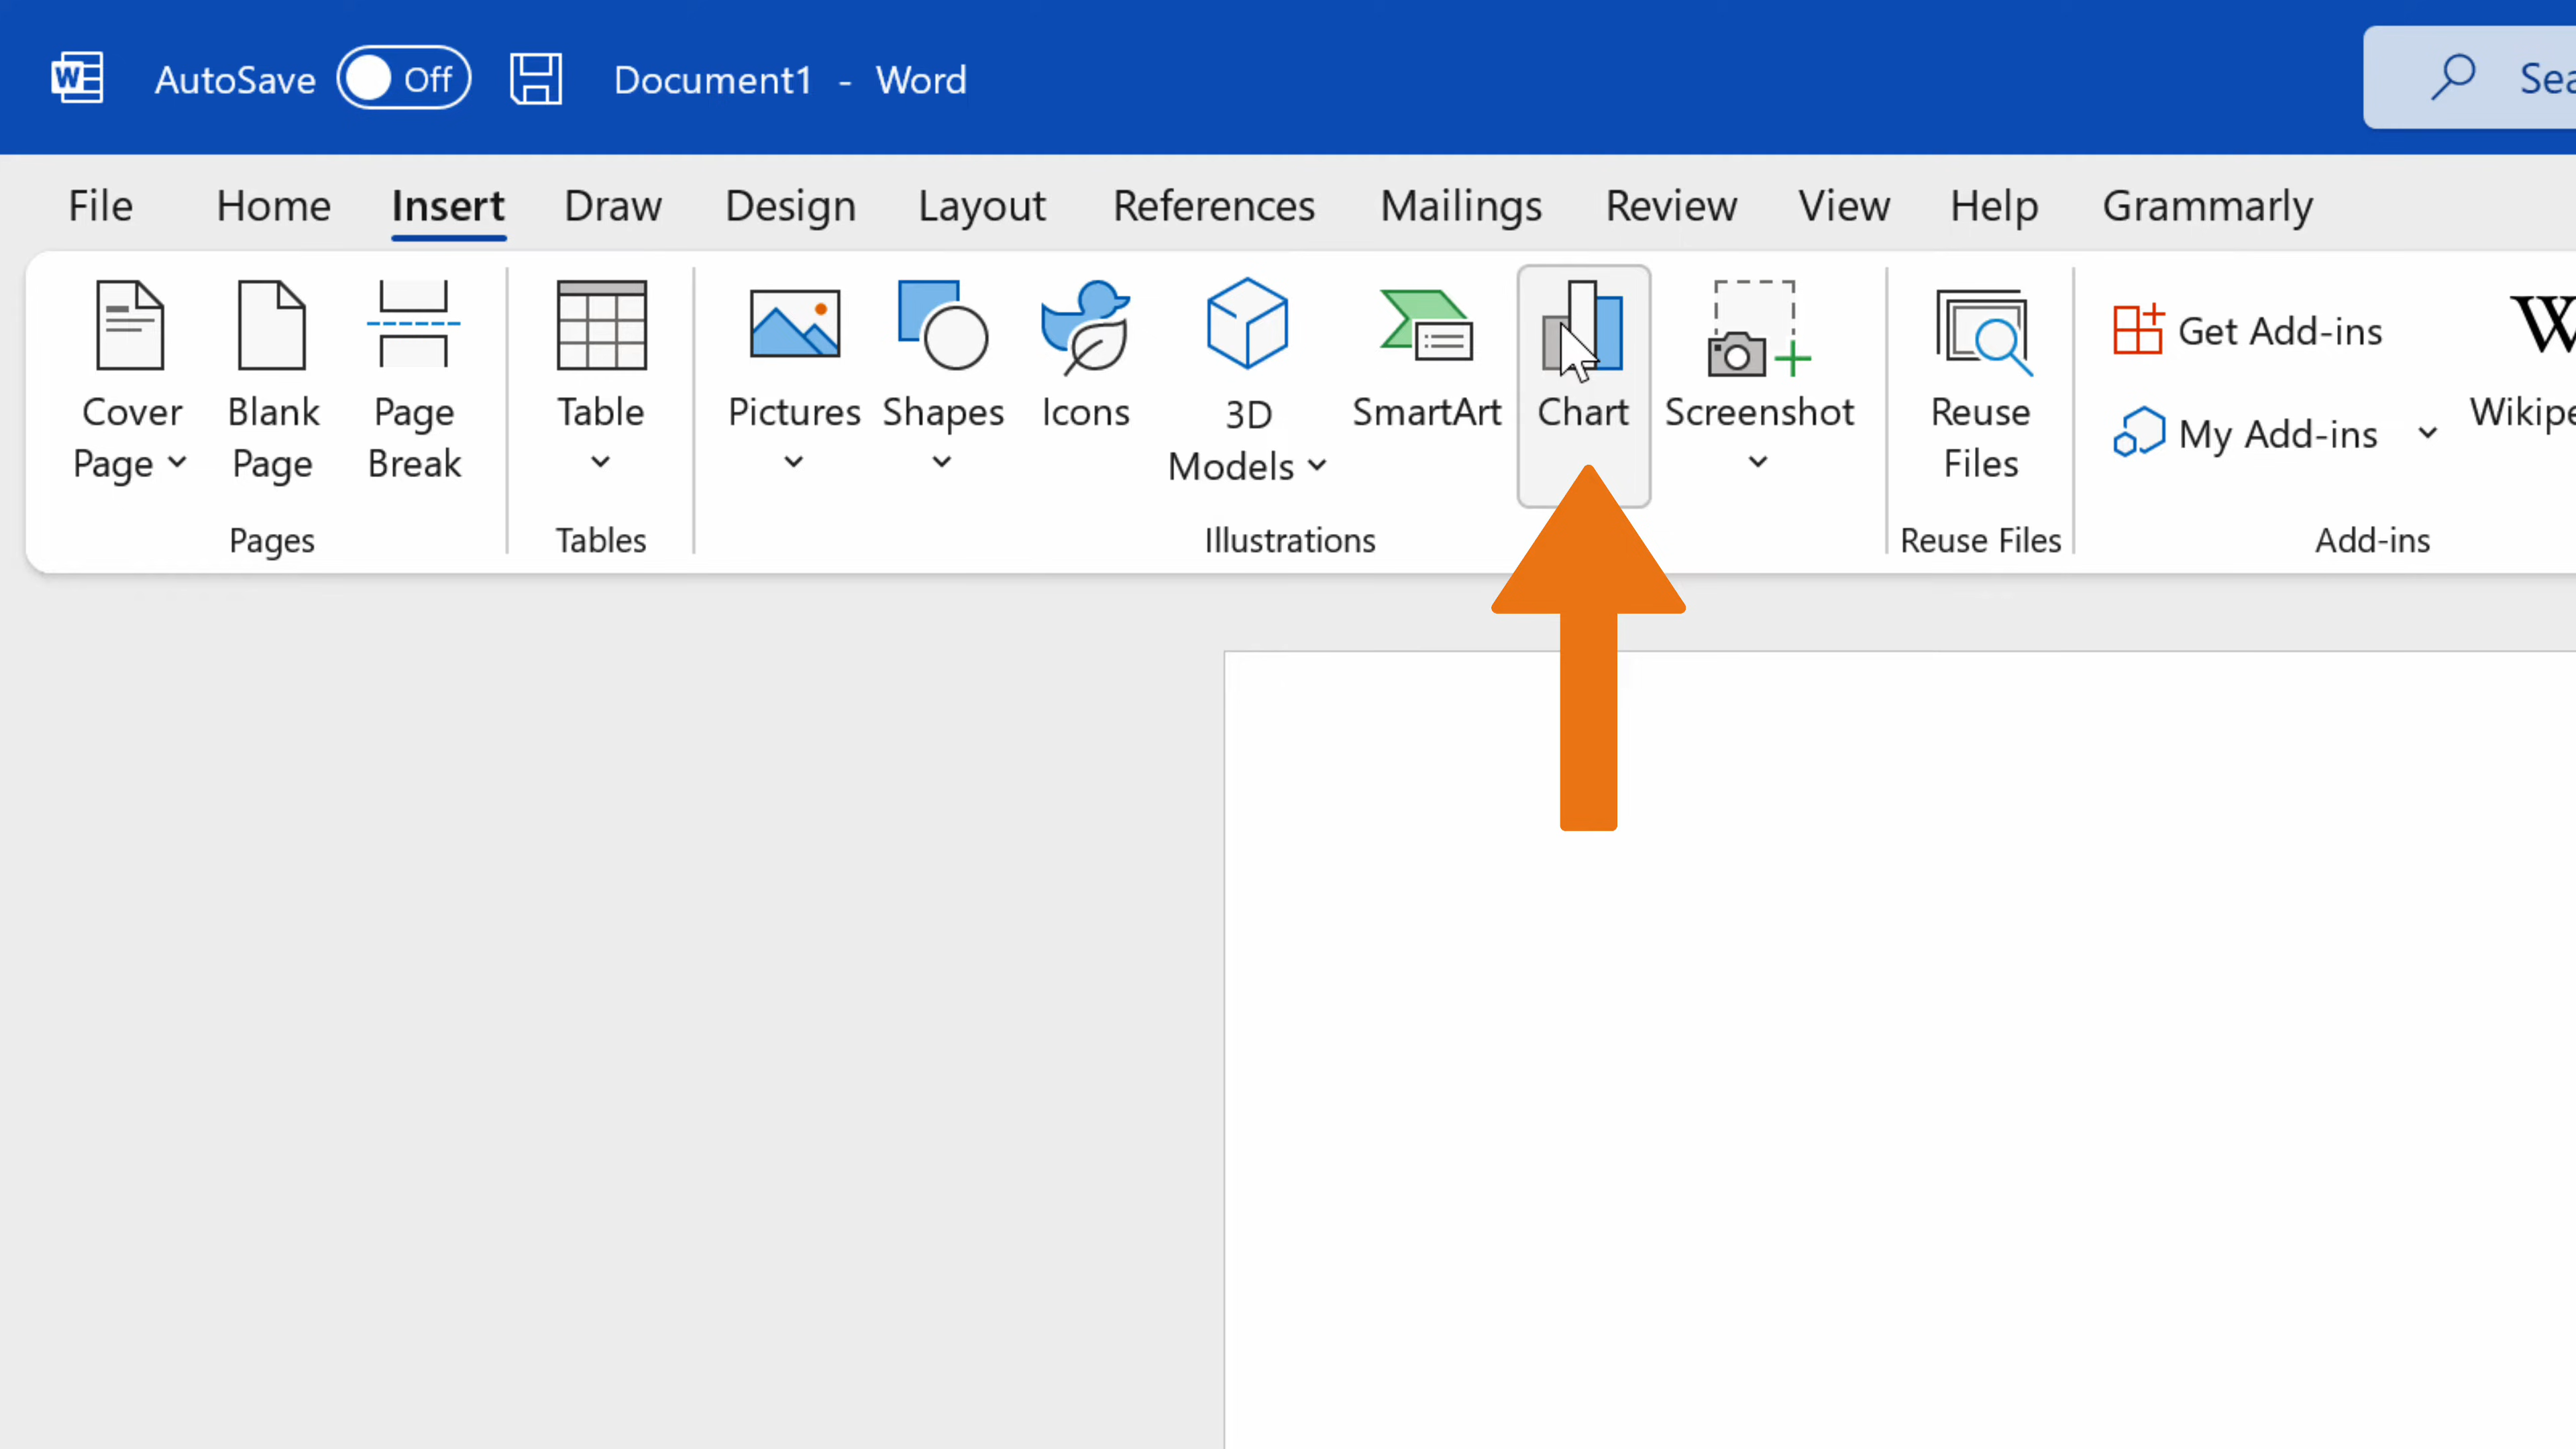 AutoSave Off Document1 - Word
File Home Insert Draw Design Layout References Mailings Review View Help Grammarly
Cover Page
Blank Page
Page Break
Pages
Table
Tables
Pictures
Shapes
Icons
3D Models
SmartArt
Chart
Screenshot
Illustrations
Reuse Files
Reuse Files
Get Add-ins
My Add-ins
Add-ins